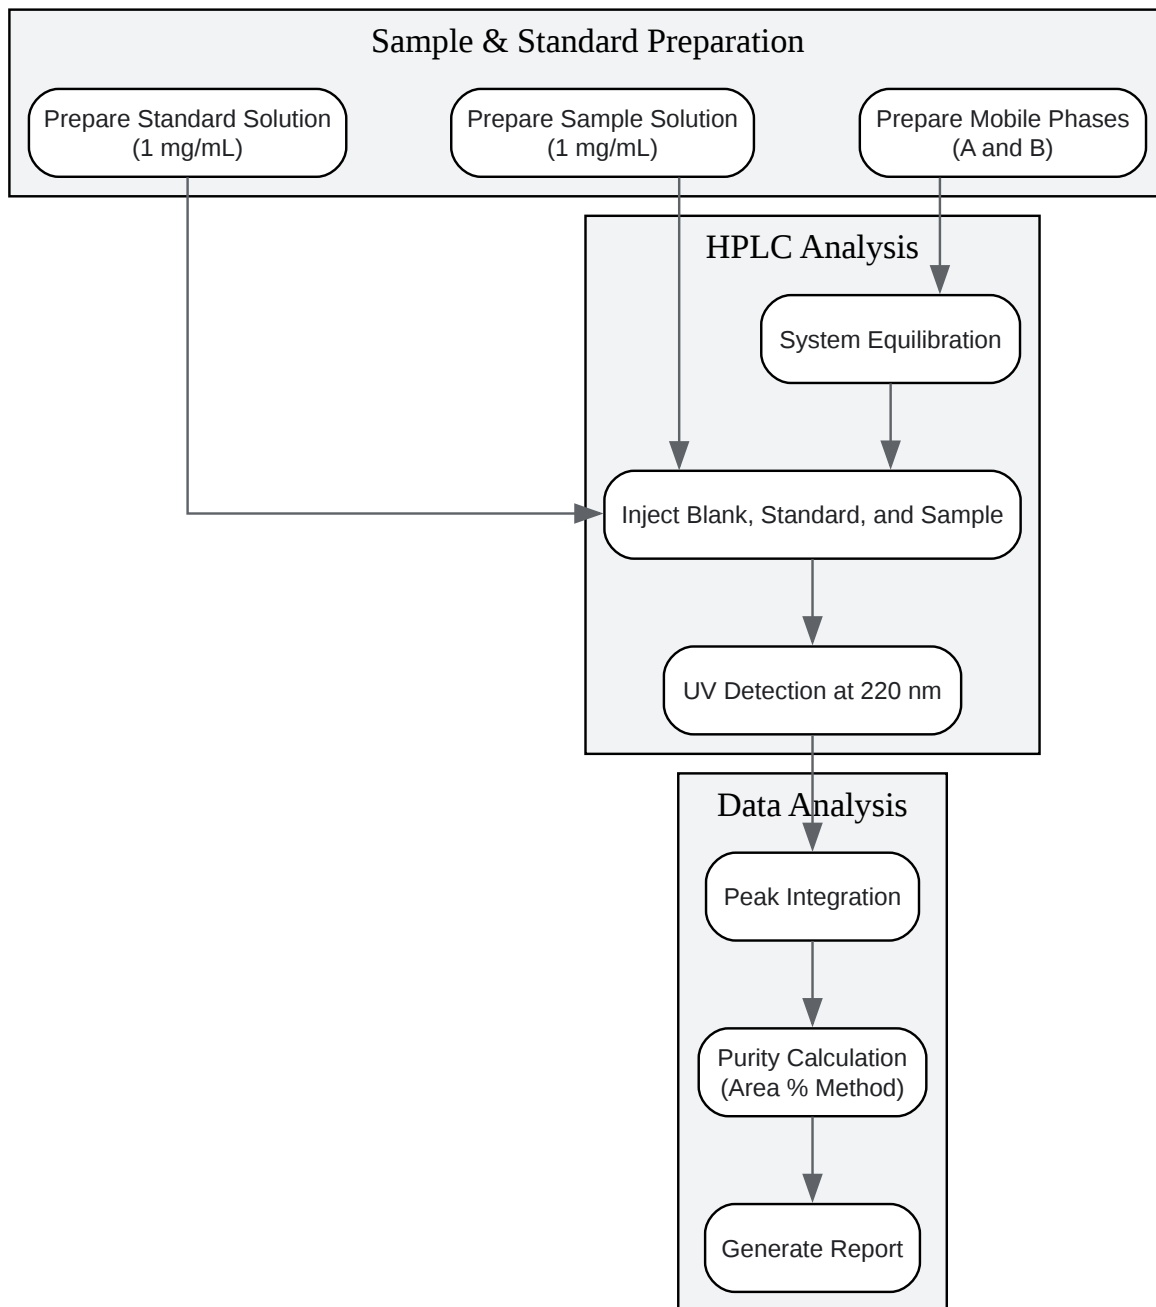 Sample & Standard Preparation
Prepare Standard Solution
(1 mg/mL)
Prepare Sample Solution
(1 mg/mL)
Prepare Mobile Phases
(A and B)
HPLC Analysis
System Equilibration
Inject Blank, Standard, and Sample
UV Detection at 220 nm
Data Analysis
Peak Integration
Purity Calculation
(Area % Method)
Generate Report